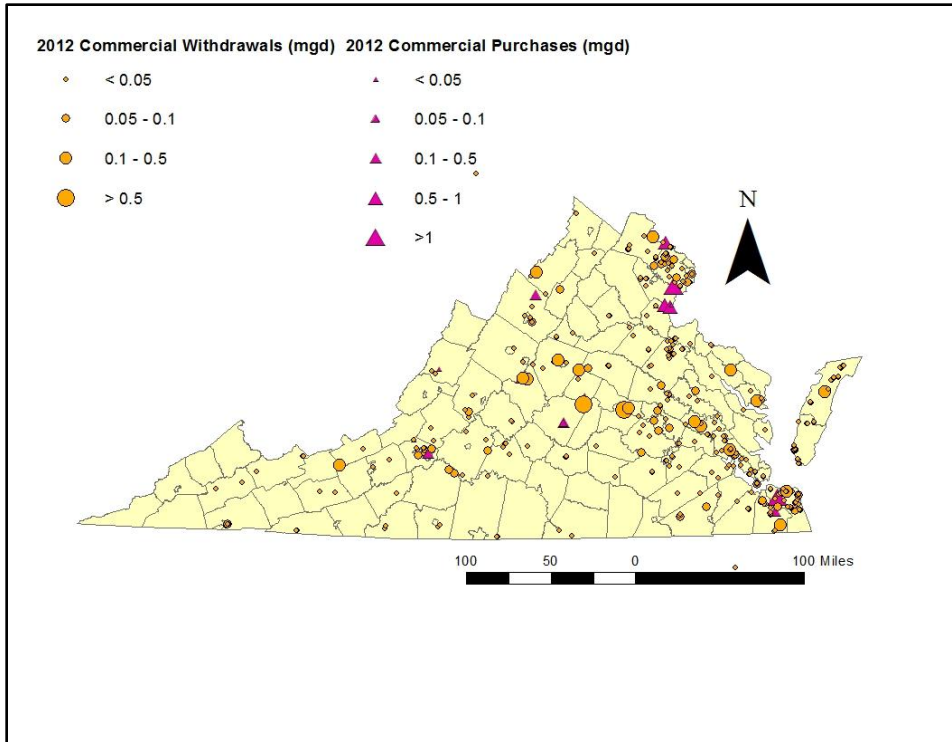 2012 Commercial Withdrawals (mgd) 2012 Commercial Purchases (mgd)
< 0.05 < 0.05
0.05 - 0.1 0.05 - 0.1
0.1 - 0.5 0.1 - 0.5
> 0.5 0.5 - 1
>1
N
100 50 0 100 Miles